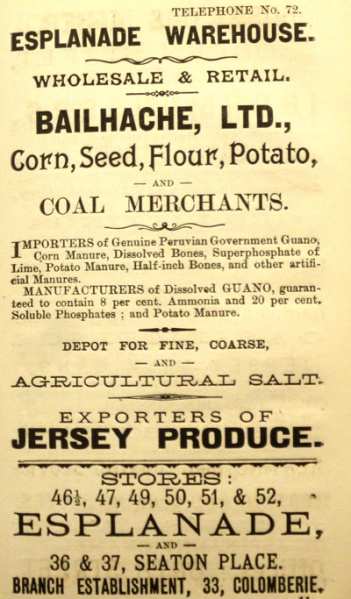 TELEPHONE No. 72.
ESPLANADE WAREHOUSE.
WHOLESALE & RETAIL.
BAILHACHE, LTD.,
Corn, Seed, Flour, Potato,
— AND —
COAL MERCHANTS.
IMPORTERS of Genuine Peruvian Government Guano,
Corn Manure, Dissolved Bones, Superphosphate of
Lime, Potato Manure, Half-inch Bones, and other artifi-
cial Manures.
MANUFACTURERS of Dissolved GUANO, guaran-
teed to contain 8 per cent. Ammonia and 20 per cent.
Soluble Phosphates ; and Potato Manure.
DEPOT FOR FINE, COARSE,
— AND —
AGRICULTURAL SALT.
EXPORTERS OF
JERSEY PRODUCE.
STORES:
46½, 47, 49, 50, 51, & 52,
ESPLANADE,
— AND —
36 & 37, SEATON PLACE.
BRANCH ESTABLISHMENT, 33, COLOMBERIE.